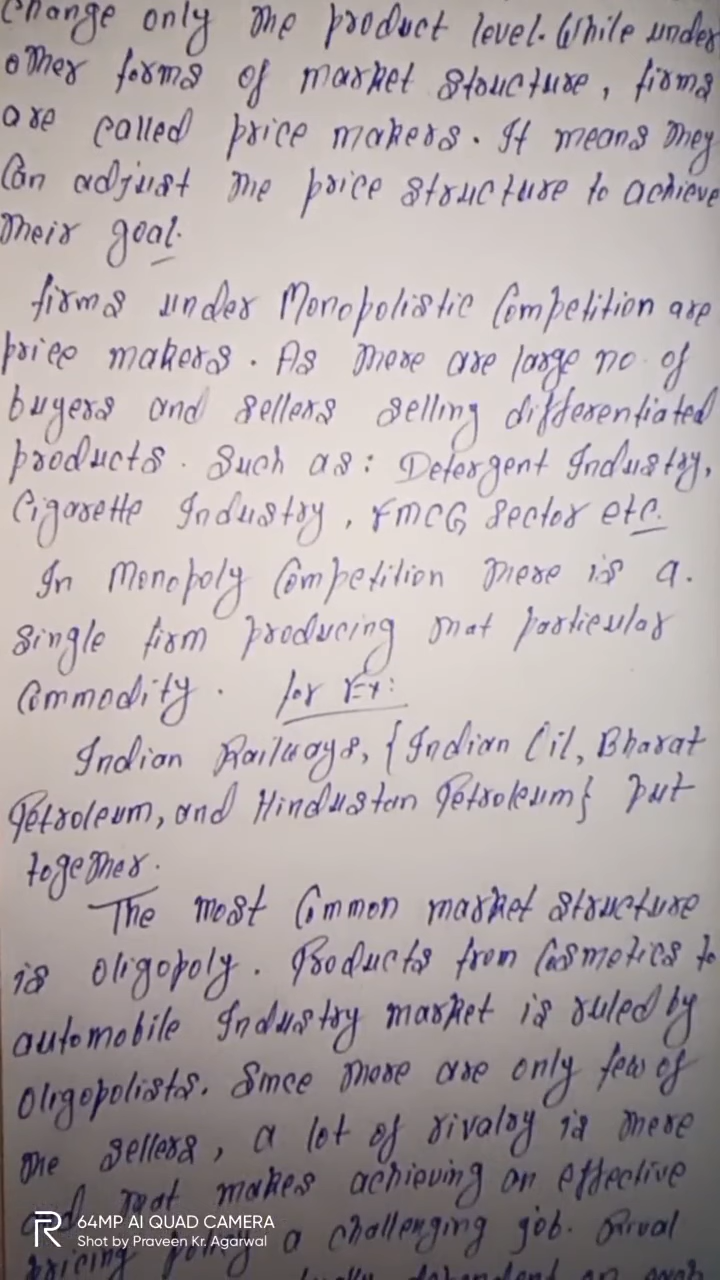 change only the product level. While under
other forms of market structure, firms
are called price makers. It means they
Can adjust the price structure to achieve
their goal.
firms under Monopolistic Competition are
price makers. As there are large no of
buyers and sellers selling differentiated
products. Such as: Detergent Industry,
Cigarette Industry, FMCG Sector etc.
In Monopoly Competition there is a.
single firm producing that particular
Commodity. for Ex:
Indian Railways, {Indian Oil, Bharat
Petroleum, and Hindustan Petroleum} put
together.
The most Common market structure
is oligopoly. Products from Cosmetics to
automobile Industry market is ruled by
Oligopolists. Since there are only few of
the sellers, a lot of rivalry is there
and that makes achieving an effective
pricing policy a challenging job. Rival
dependent on
R 64MP AI QUAD CAMERA
Shot by Praveen Kr. Agarwal